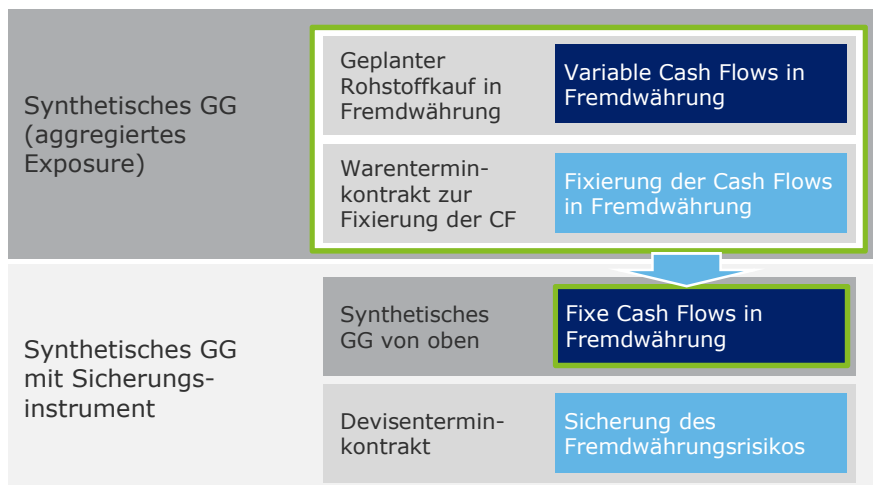 Synthetisches GG
(aggregiertes
Exposure)
Geplanter
Rohstoffkauf in
Fremdwährung
Variable Cash Flows in
Fremdwährung
Warentermin-
kontrakt zur
Fixierung der CF
Fixierung der Cash Flows
in Fremdwährung
Synthetisches GG
mit Sicherungs-
instrument
Synthetisches
GG von oben
Fixe Cash Flows in
Fremdwährung
Devisentermin-
kontrakt
Sicherung des
Fremdwährungsrisikos